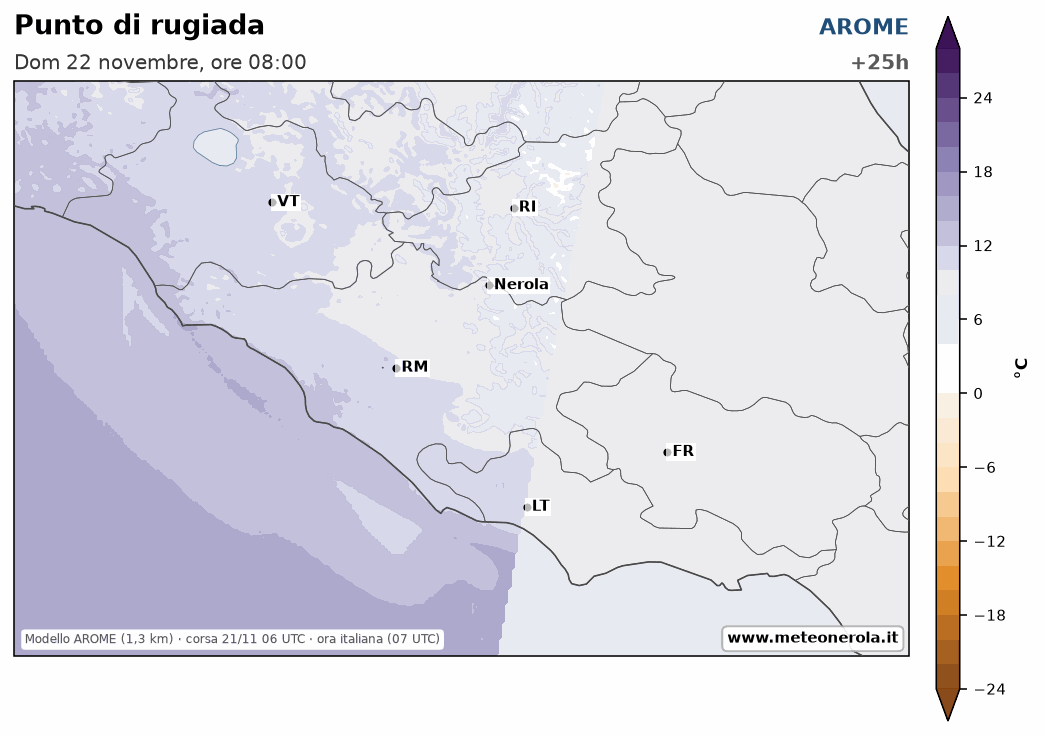 Punto di rugiada
AROME
Dom 22 novembre, ore 08:00
+25h
24
18
12
6
0
−6
−12
−18
−24
°C
VT
RI
Nerola
RM
FR
LT
Modello AROME (1,3 km) · corsa 21/11 06 UTC · ora italiana (07 UTC)
www.meteonerola.it